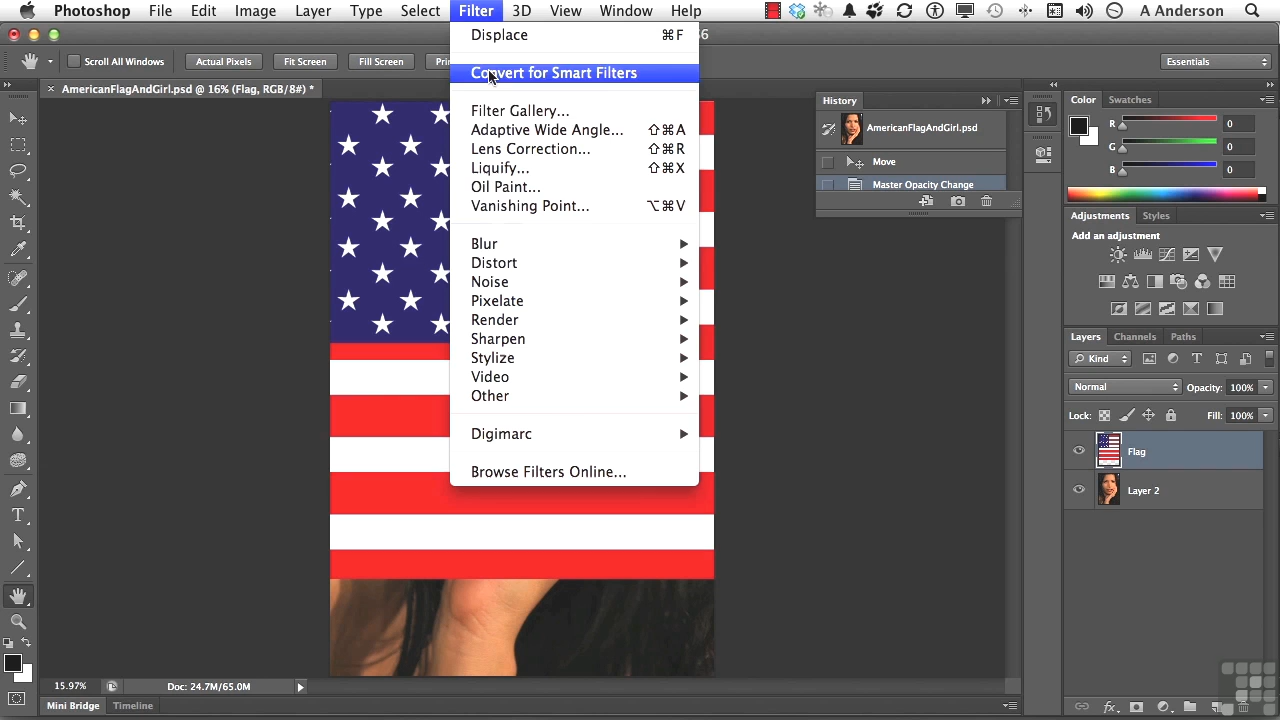 Photoshop File Edit Image Layer Type Select Filter 3D View Window Help A Anderson
Displace ⌘F
6
Scroll All Windows Actual Pixels Fit Screen Fill Screen Prin Essentials
Convert for Smart Filters
AmericanFlagAndGirl.psd @ 16% (Flag, RGB/8#) *
Filter Gallery...
Adaptive Wide Angle... ⇧⌘A
Lens Correction... ⇧⌘R
Liquify... ⇧⌘X
Oil Paint...
Vanishing Point... ⌥⌘V
Blur
Distort
Noise
Pixelate
Render
Sharpen
Stylize
Video
Other
Digimarc
Browse Filters Online...
History
AmericanFlagAndGirl.psd
Move
Master Opacity Change
Color Swatches
R 0
G 0
B 0
Adjustments Styles
Add an adjustment
Layers Channels Paths
Kind
Normal Opacity: 100%
Lock: Fill: 100%
Flag
Layer 2
15.97% Doc: 24.7M/65.0M
Mini Bridge Timeline